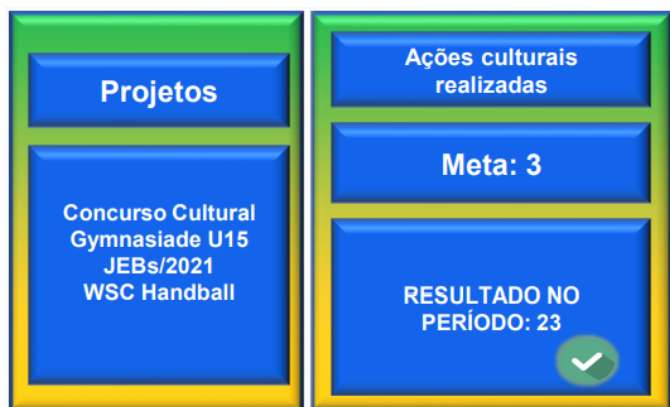 Projetos
Concurso Cultural
Gymnasiade U15
JEBs/2021
WSC Handball
Ações culturais
realizadas
Meta: 3
RESULTADO NO
PERÍODO: 23